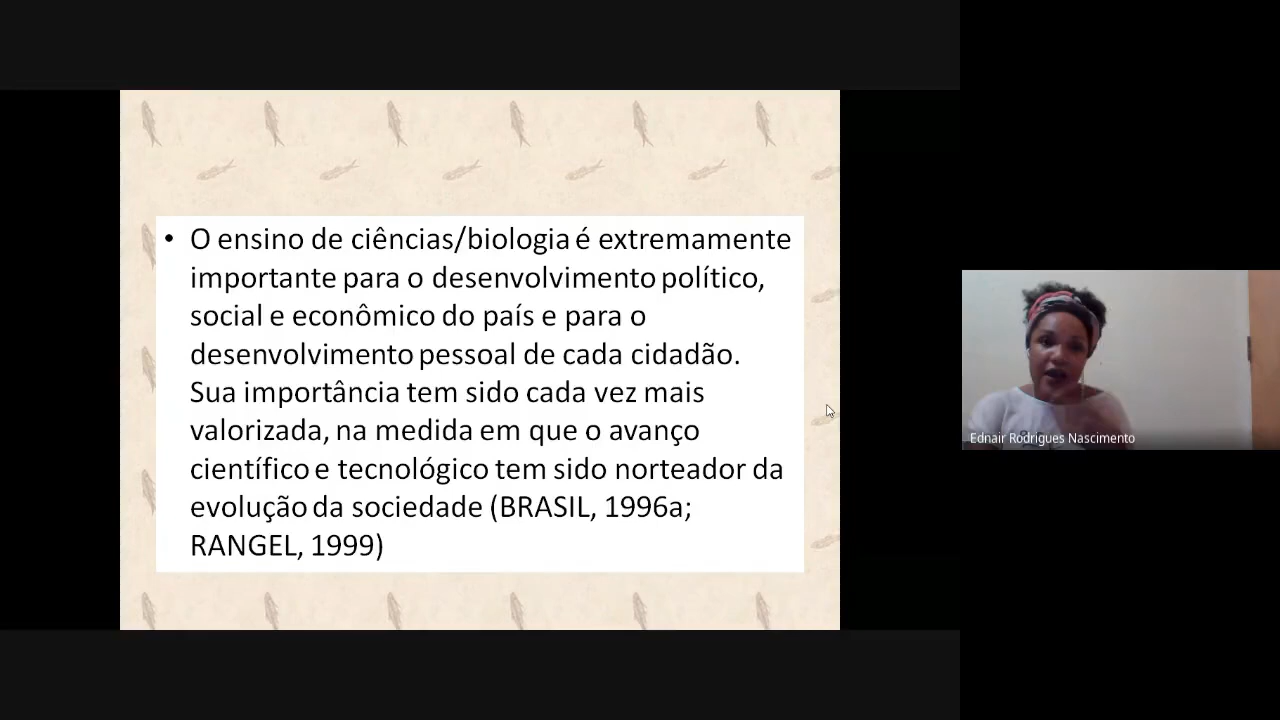 • O ensino de ciências/biologia é extremamente
importante para o desenvolvimento político,
social e econômico do país e para o
desenvolvimento pessoal de cada cidadão.
Sua importância tem sido cada vez mais
valorizada, na medida em que o avanço
científico e tecnológico tem sido norteador da
evolução da sociedade (BRASIL, 1996a;
RANGEL, 1999)
Ednair Rodrigues Nascimento